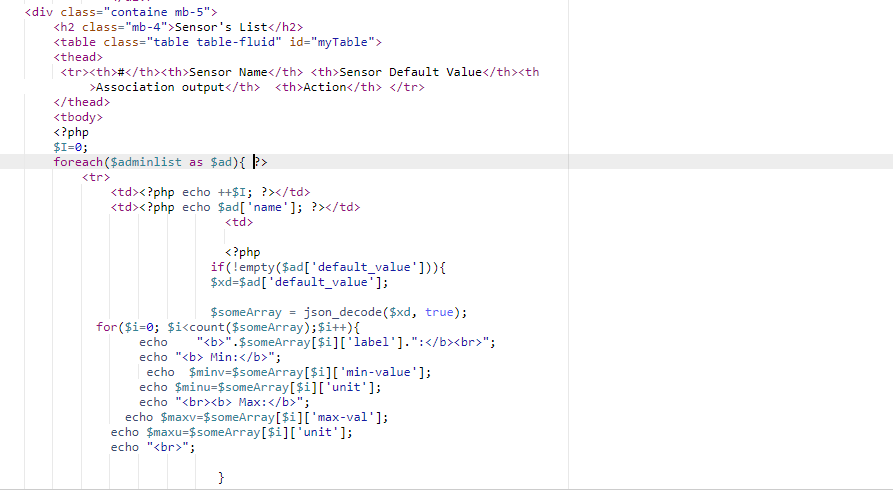 <div class="containe mb-5">
<h2 class="mb-4">Sensor's List</h2>
<table class="table table-fluid" id="myTable">
<thead>
<tr><th>#</th><th>Sensor Name</th> <th>Sensor Default Value</th><th
>Association output</th>  <th>Action</th> </tr>
</thead>
<tbody>
<?php
$I=0;
foreach($adminlist as $ad){ ?>
<tr>
<td><?php echo ++$I; ?></td>
<td><?php echo $ad['name']; ?></td>
<td>
<?php
if(!empty($ad['default_value'])){
$xd=$ad['default_value'];
$someArray = json_decode($xd, true);
for($i=0; $i<count($someArray);$i++){
echo    "<b>".$someArray[$i]['label'].":</b><br>";
echo "<b> Min:</b>";
echo  $minv=$someArray[$i]['min-value'];
echo $minu=$someArray[$i]['unit'];
echo "<br><b> Max:</b>";
echo $maxv=$someArray[$i]['max-val'];
echo $maxu=$someArray[$i]['unit'];
echo "<br>";
}